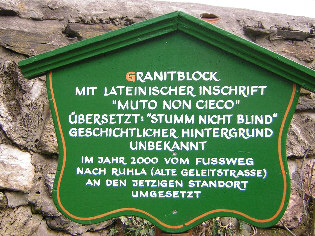 GRANITBLOCK
MIT LATEINISCHER INSCHRIFT
"MUTO NON CIECO"
ÜBERSETZT: "STUMM NICHT BLIND"
GESCHICHTLICHER HINTERGRUND
UNBEKANNT
IM JAHR 2000 VOM FUSSWEG
NACH RUHLA (ALTE GELEITSTRASSE)
AN DEN JETZIGEN STANDORT
UMGESETZT